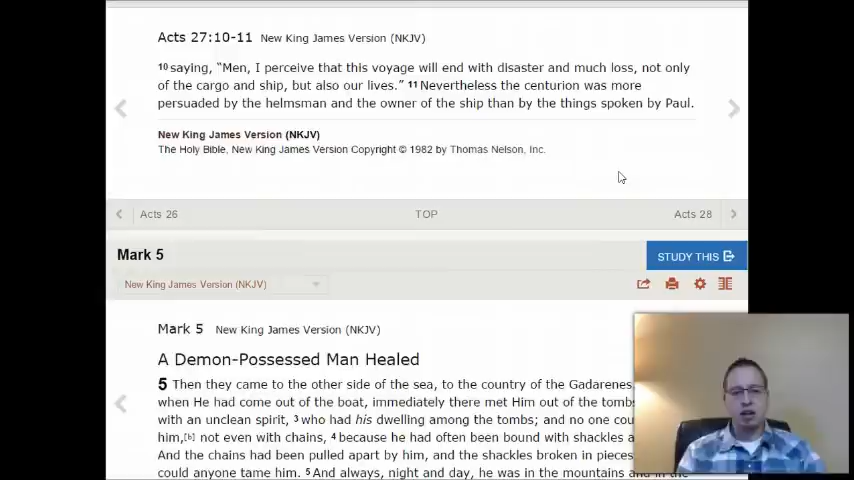 Acts 27:10-11 New King James Version (NKJV)
10 saying, “Men, I perceive that this voyage will end with disaster and much loss, not only
of the cargo and ship, but also our lives.” 11 Nevertheless the centurion was more
persuaded by the helmsman and the owner of the ship than by the things spoken by Paul.
New King James Version (NKJV)
The Holy Bible, New King James Version Copyright © 1982 by Thomas Nelson, Inc.
Acts 26 TOP Acts 28
Mark 5 STUDY THIS
New King James Version (NKJV)
Mark 5 New King James Version (NKJV)
A Demon-Possessed Man Healed
5 Then they came to the other side of the sea, to the country of the Gadarenes.
when He had come out of the boat, immediately there met Him out of the tombs
with an unclean spirit, 3 who had his dwelling among the tombs; and no one
him,[b] not even with chains, 4 because he had often been bound with shackles
And the chains had been pulled apart by him, and the shackles broken in pieces
could anyone tame him. 5 And always, night and day, he was in the mountains and in the